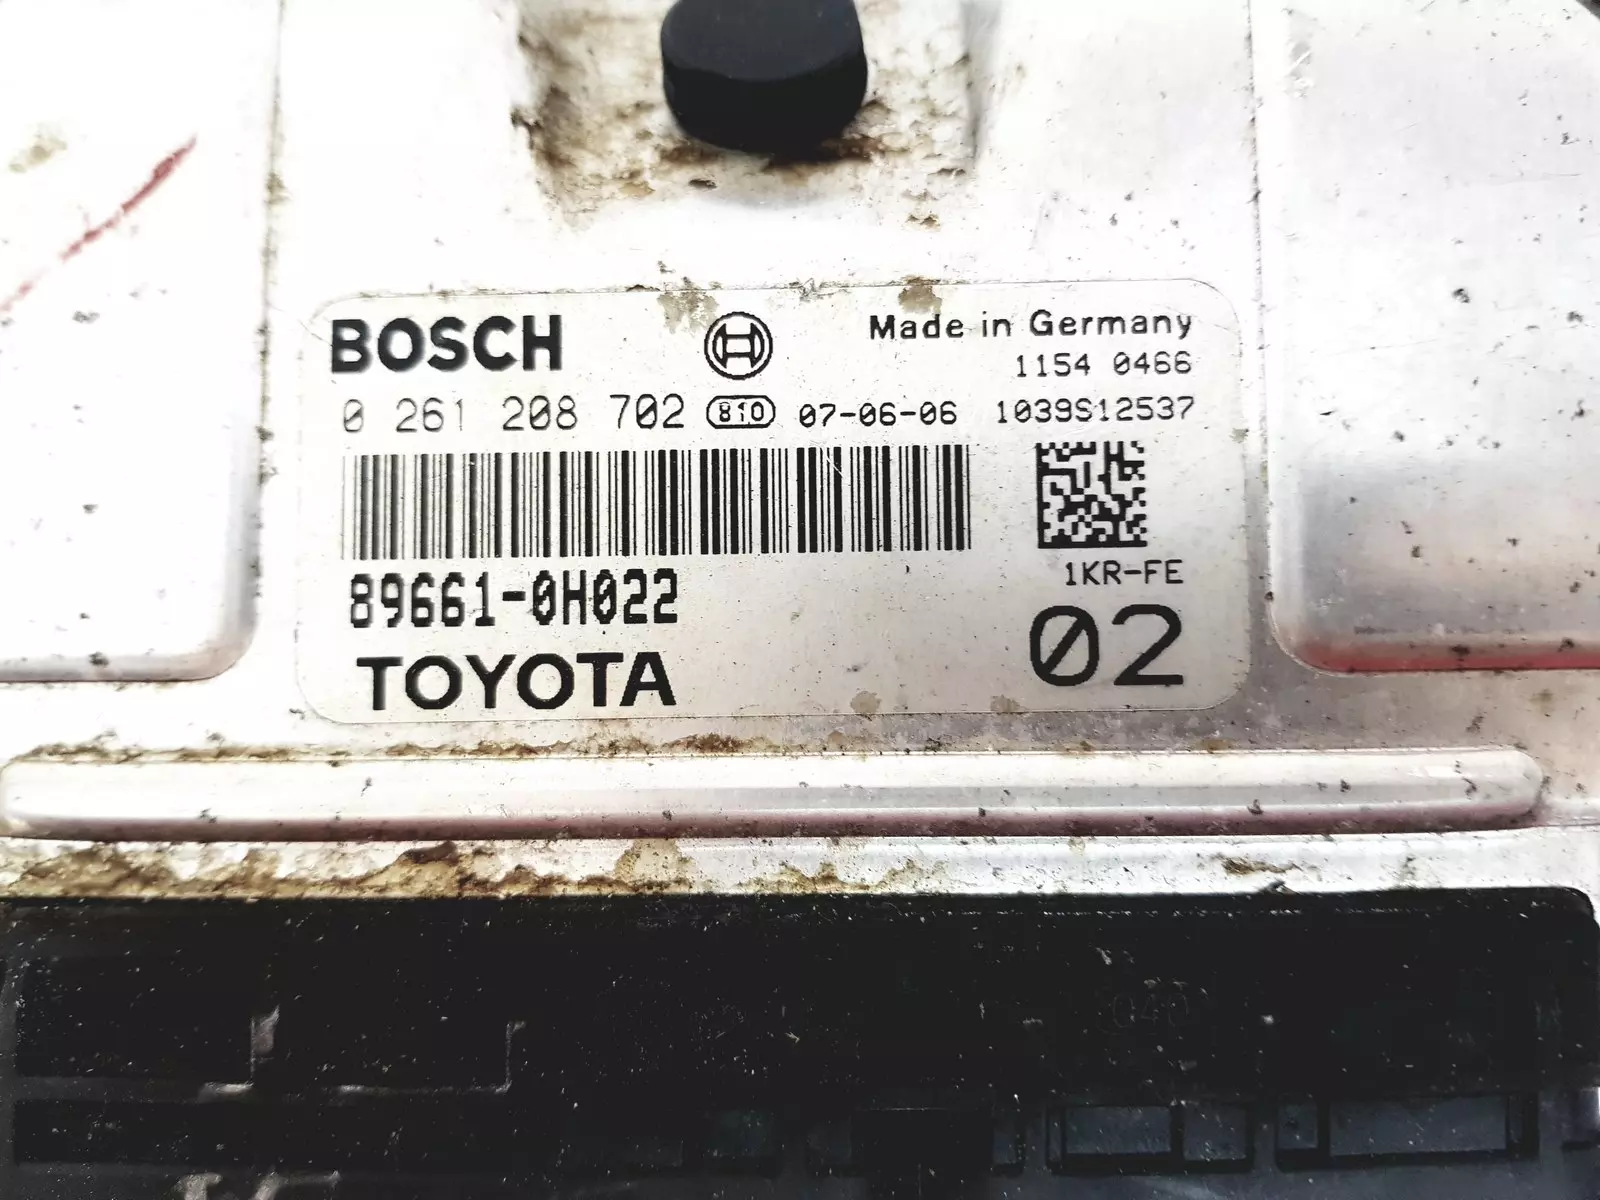 BOSCH
Made in Germany
1154 0466
0 261 208 702 810 07-06-06 1039S12537
89661-0H022
1KR-FE
TOYOTA
02